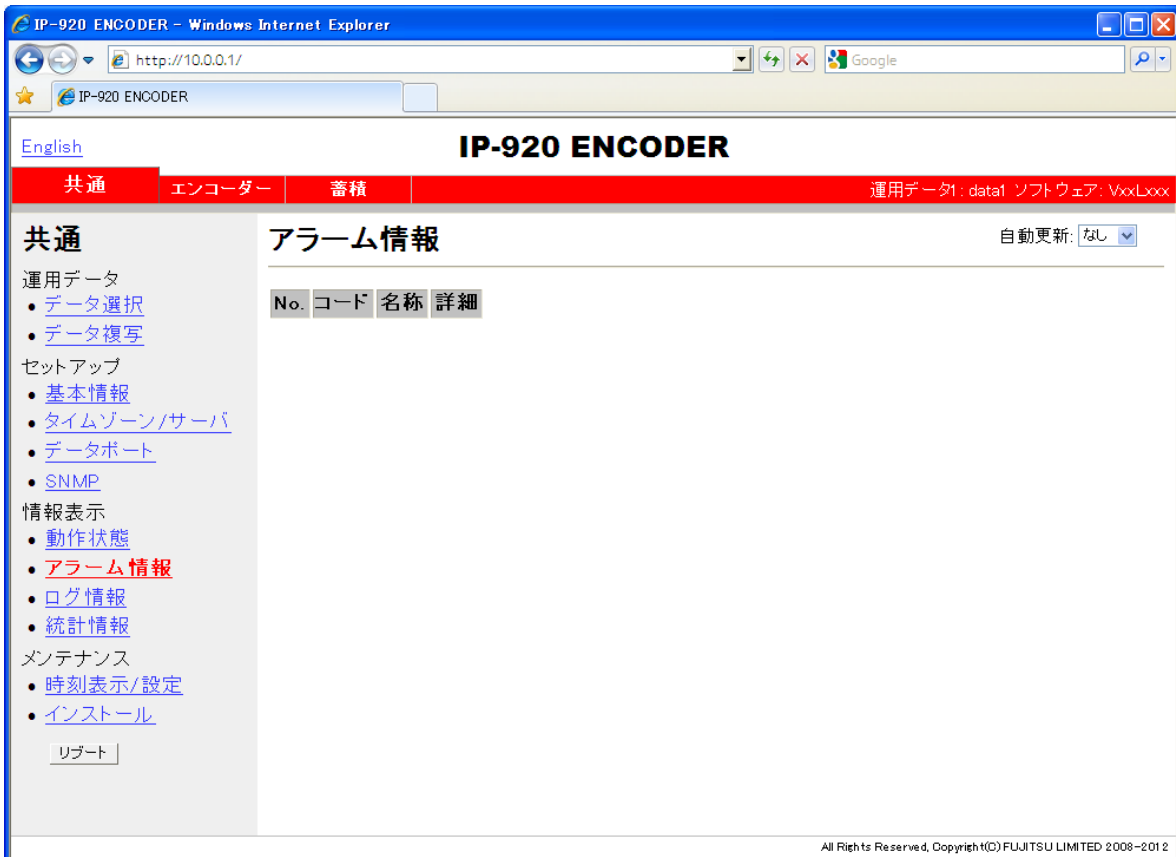 IP-920 ENCODER - Windows Internet Explorer
http://10.0.0.1/
Google
IP-920 ENCODER
English
IP-920 ENCODER
共通 エンコーダー 蓄積 運用データ1 : data1 ソフトウェア: VxxLxxx
共通
アラーム情報
自動更新: なし
運用データ
• データ選択
• データ複写
No. コード 名称 詳細
セットアップ
• 基本情報
• タイムゾーン/サーバ
• データポート
• SNMP
情報表示
• 動作状態
• アラーム情報
• ログ情報
• 統計情報
メンテナンス
• 時刻表示/設定
• インストール
リブート
All Rights Reserved, Copyright(C) FUJITSU LIMITED 2008-2012